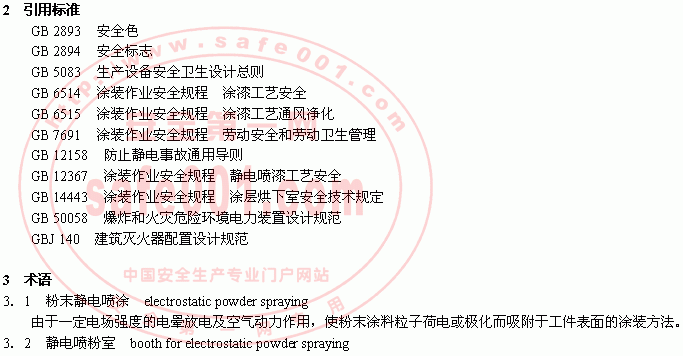 2 引用标准
GB 2893 安全色
GB 2894 安全标志
GB 5083 生产设备安全卫生设计总则
GB 6514 涂装作业安全规程 涂漆工艺安全
GB 6515 涂装作业安全规程 涂漆工艺通风净化
GB 7691 涂装作业安全规程 劳动安全和劳动卫生管理
GB 12158 防止静电事故通用导则
GB 12367 涂装作业安全规程 静电喷漆工艺安全
GB 14443 涂装作业安全规程 涂层烘下室安全技术规定
GB 50058 爆炸和火灾危险环境电力装置设计规范
GBJ 140 建筑灭火器配置设计规范
3 术语
3.1 粉末静电喷涂 electrostatic powder spraying
由于一定电场强度的电晕放电及空气动力作用，使粉末涂料粒子荷电或极化而吸附于工件表面的涂装方法。
3.2 静电喷粉室 booth for electrostatic powder spraying
http://www.safe001.com
安全第一网
safe001.com
中国安全生产专业门户网站